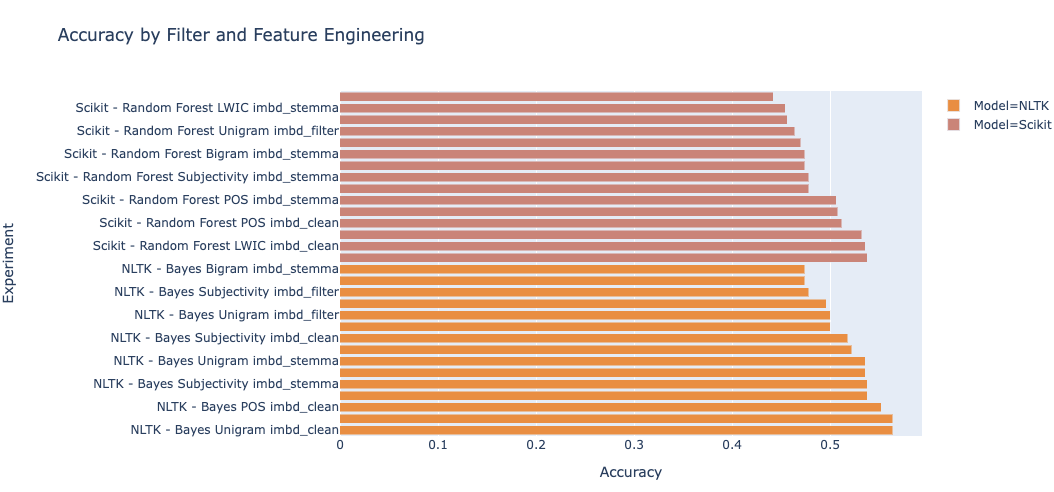 Accuracy by Filter and Feature Engineering
Scikit - Random Forest LWIC imbd_stemma
Scikit - Random Forest Unigram imbd_filter
Scikit - Random Forest Bigram imbd_stemma
Scikit - Random Forest Subjectivity imbd_stemma
Scikit - Random Forest POS imbd_stemma
Scikit - Random Forest POS imbd_clean
Scikit - Random Forest LWIC imbd_clean
NLTK - Bayes Bigram imbd_stemma
NLTK - Bayes Subjectivity imbd_filter
NLTK - Bayes Unigram imbd_filter
NLTK - Bayes Subjectivity imbd_clean
NLTK - Bayes Unigram imbd_stemma
NLTK - Bayes Subjectivity imbd_stemma
NLTK - Bayes POS imbd_clean
NLTK - Bayes Unigram imbd_clean
Experiment
0 0.1 0.2 0.3 0.4 0.5
Accuracy
Model=NLTK
Model=Scikit